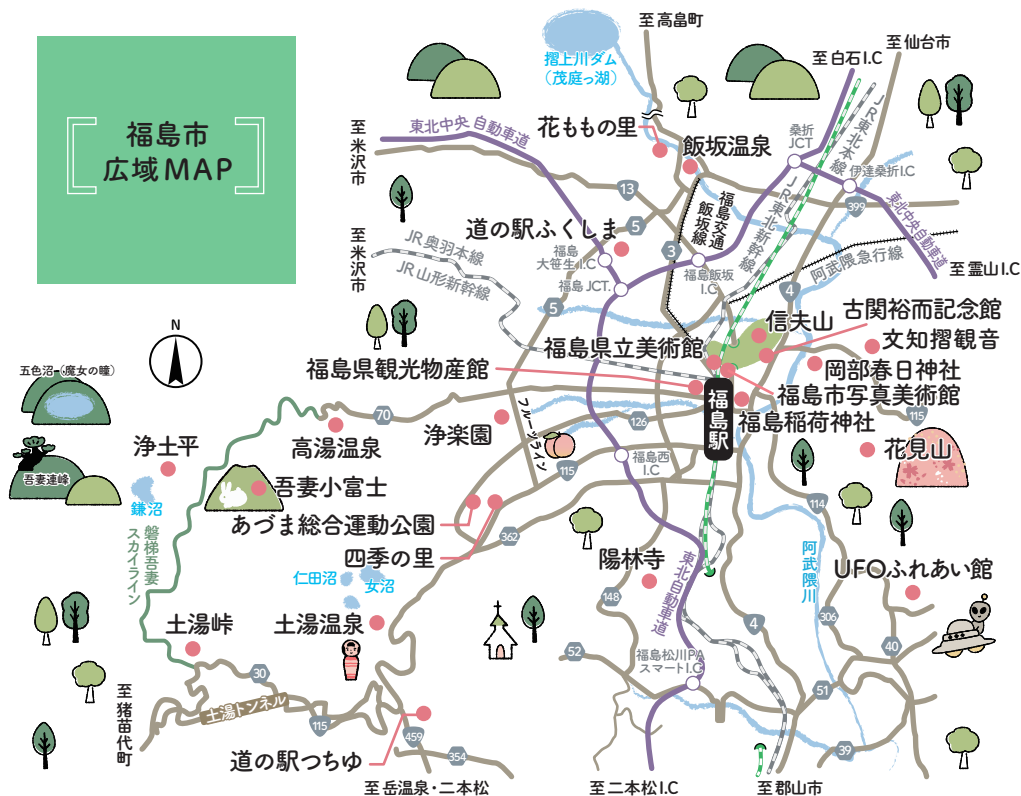 福島市
広域MAP
至高畠町
至仙台市
至白石I.C
摺上川ダム
(茂庭っ湖)
東北中央自動車道
至米沢市
花ももの里
飯坂温泉
桑折
JCT
JR東北本線
伊達桑折I.C
399
13
5
3
福島交通
飯坂線
JR東北新幹線
東北中央自動車道
至霊山I.C
阿武隈急行線
道の駅ふくしま
福島
大笹生I.C
福島JCT.
福島飯坂
I.C
至米沢市
JR奥羽本線
JR山形新幹線
5
4
N
信夫山
古関裕而記念館
文知摺観音
福島県立美術館
岡部春日神社
福島県観光物産館
福島市写真美術館
福島駅
福島稲荷神社
115
五色沼(魔女の瞳)
70
高湯温泉
浄楽園
フルーツライン
126
115
福島西
I.C
花見山
浄土平
吾妻連峰
吾妻小富士
鎌沼
磐梯吾妻
スカイライン
あづま総合運動公園
四季の里
362
114
阿武隈川
陽林寺
東北自動車道
148
UFOふれあい館
仁田沼
女沼
土湯峠
土湯温泉
30
土湯トンネル
115
至猪苗代町
道の駅つちゆ
459
354
52
福島松川PA
スマートI.C
4
306
40
51
39
至岳温泉・二本松
至二本松I.C
至郡山市